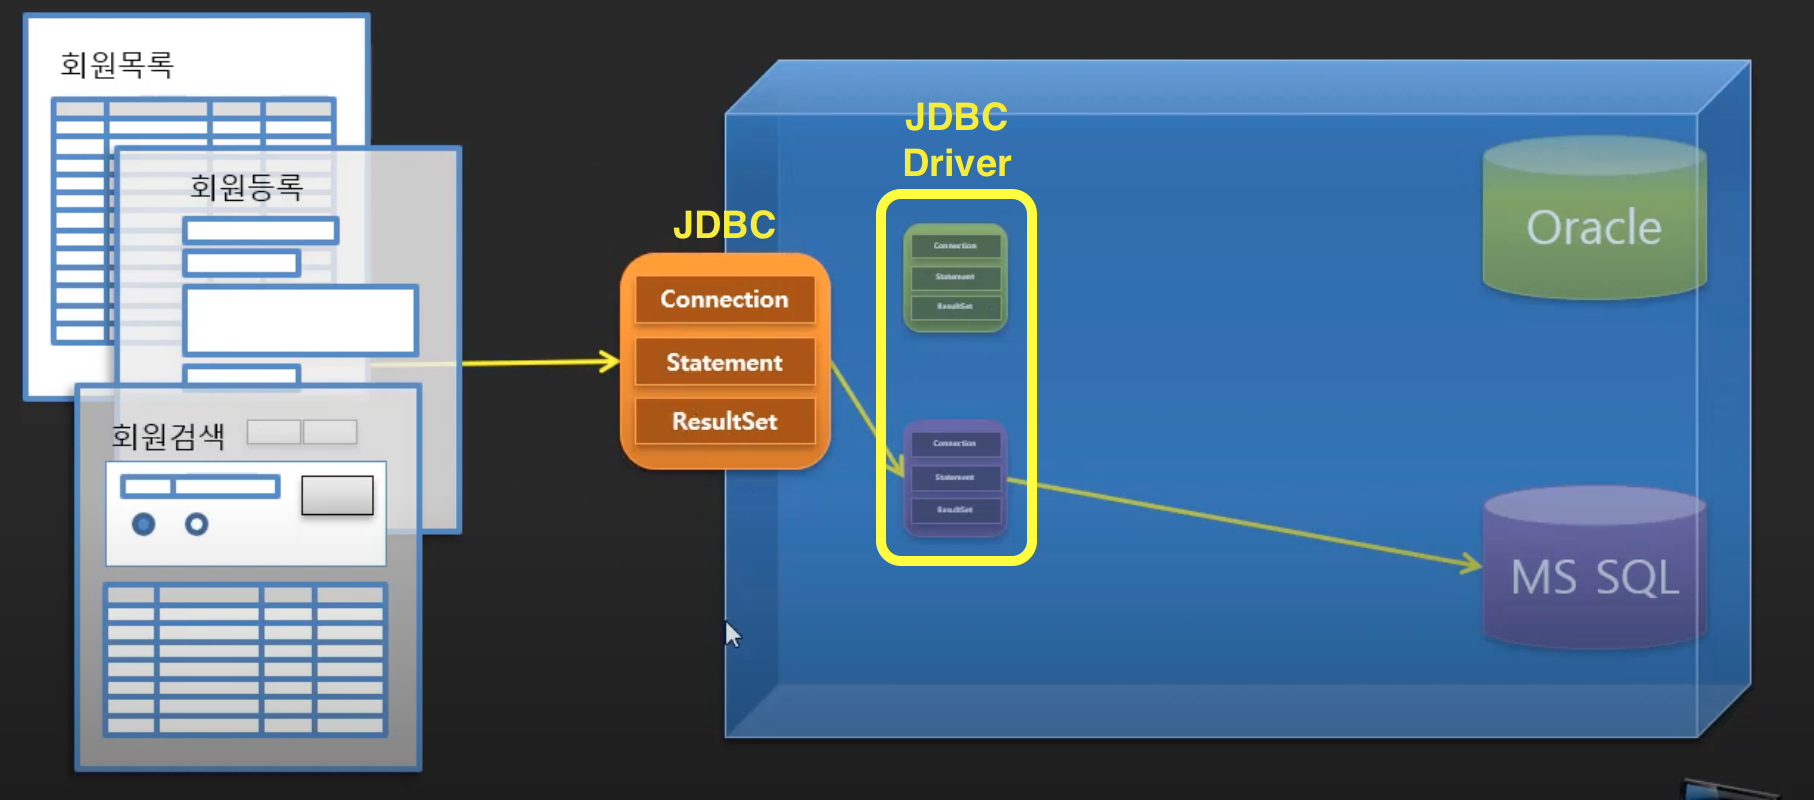 회원목록
회원등록
회원검색
JDBC
Connection
Statement
ResultSet
JDBC
Driver
Connection
Statement
ResultSet
Connection
Statement
ResultSet
Oracle
MS SQL